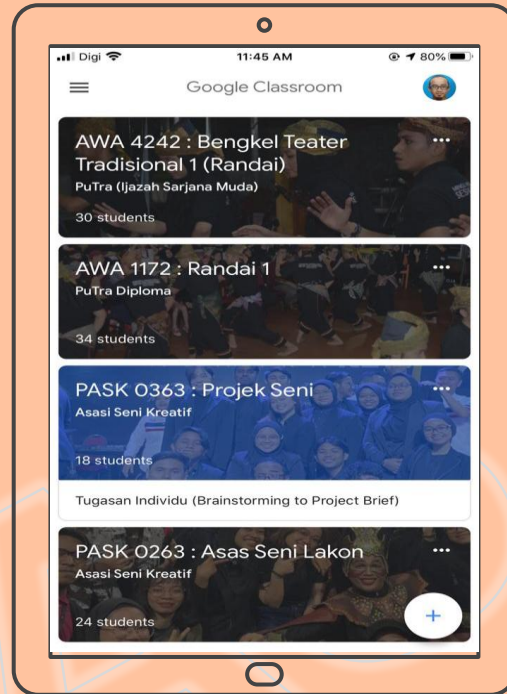 Digi 11:45 AM 80%
Google Classroom
AWA 4242 : Bengkel Teater
Tradisional 1 (Randai)
PuTra (Ijazah Sarjana Muda)
30 students
AWA 1172 : Randai 1
PuTra Diploma
34 students
PASK 0363 : Projek Seni
Asasi Seni Kreatif
18 students
Tugasan Individu (Brainstorming to Project Brief)
PASK 0263 : Asas Seni Lakon
Asasi Seni Kreatif
24 students